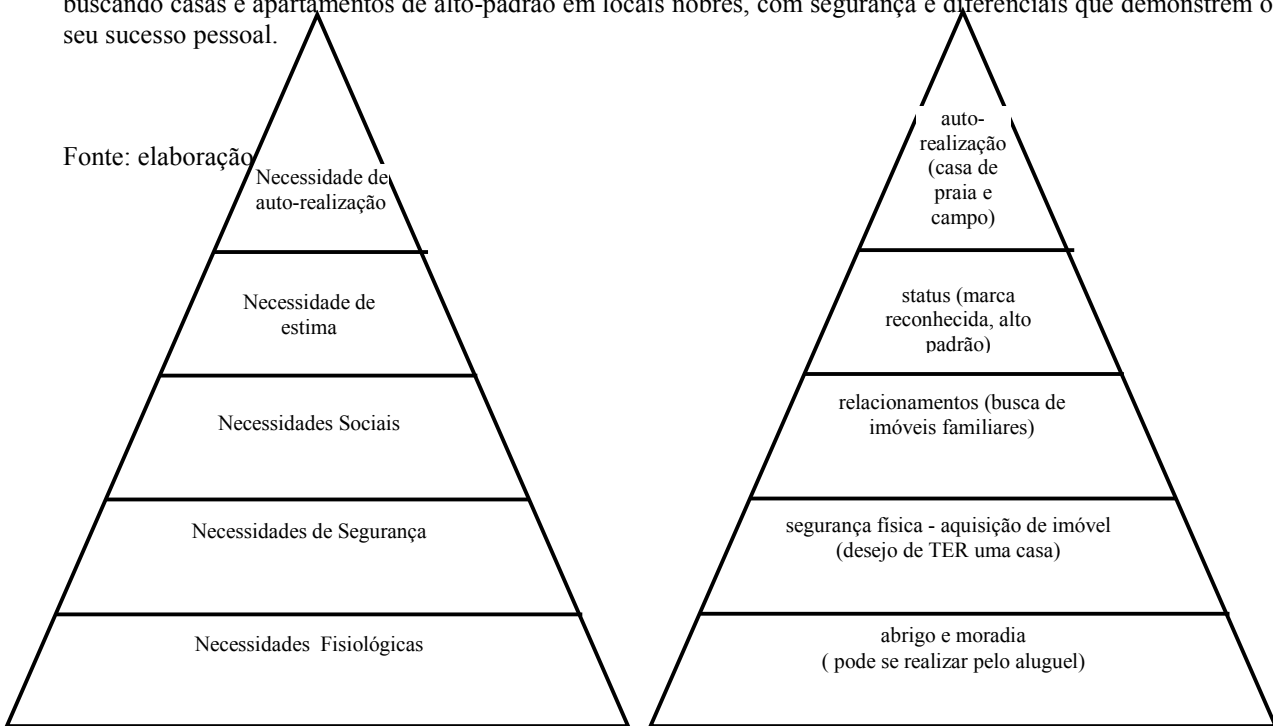 buscando casas e apartamentos de alto-padrão em locais nobres, com segurança e diferenciais que demonstrem o
seu sucesso pessoal.
Fonte: elaboração
Necessidade de
auto-realização
Necessidade de
estima
Necessidades Sociais
Necessidades de Segurança
Necessidades Fisiológicas
auto-
realização
(casa de
praia e
campo)
status (marca
reconhecida, alto
padrão)
relacionamentos (busca de
imóveis familiares)
segurança física - aquisição de imóvel
(desejo de TER uma casa)
abrigo e moradia
( pode se realizar pelo aluguel)